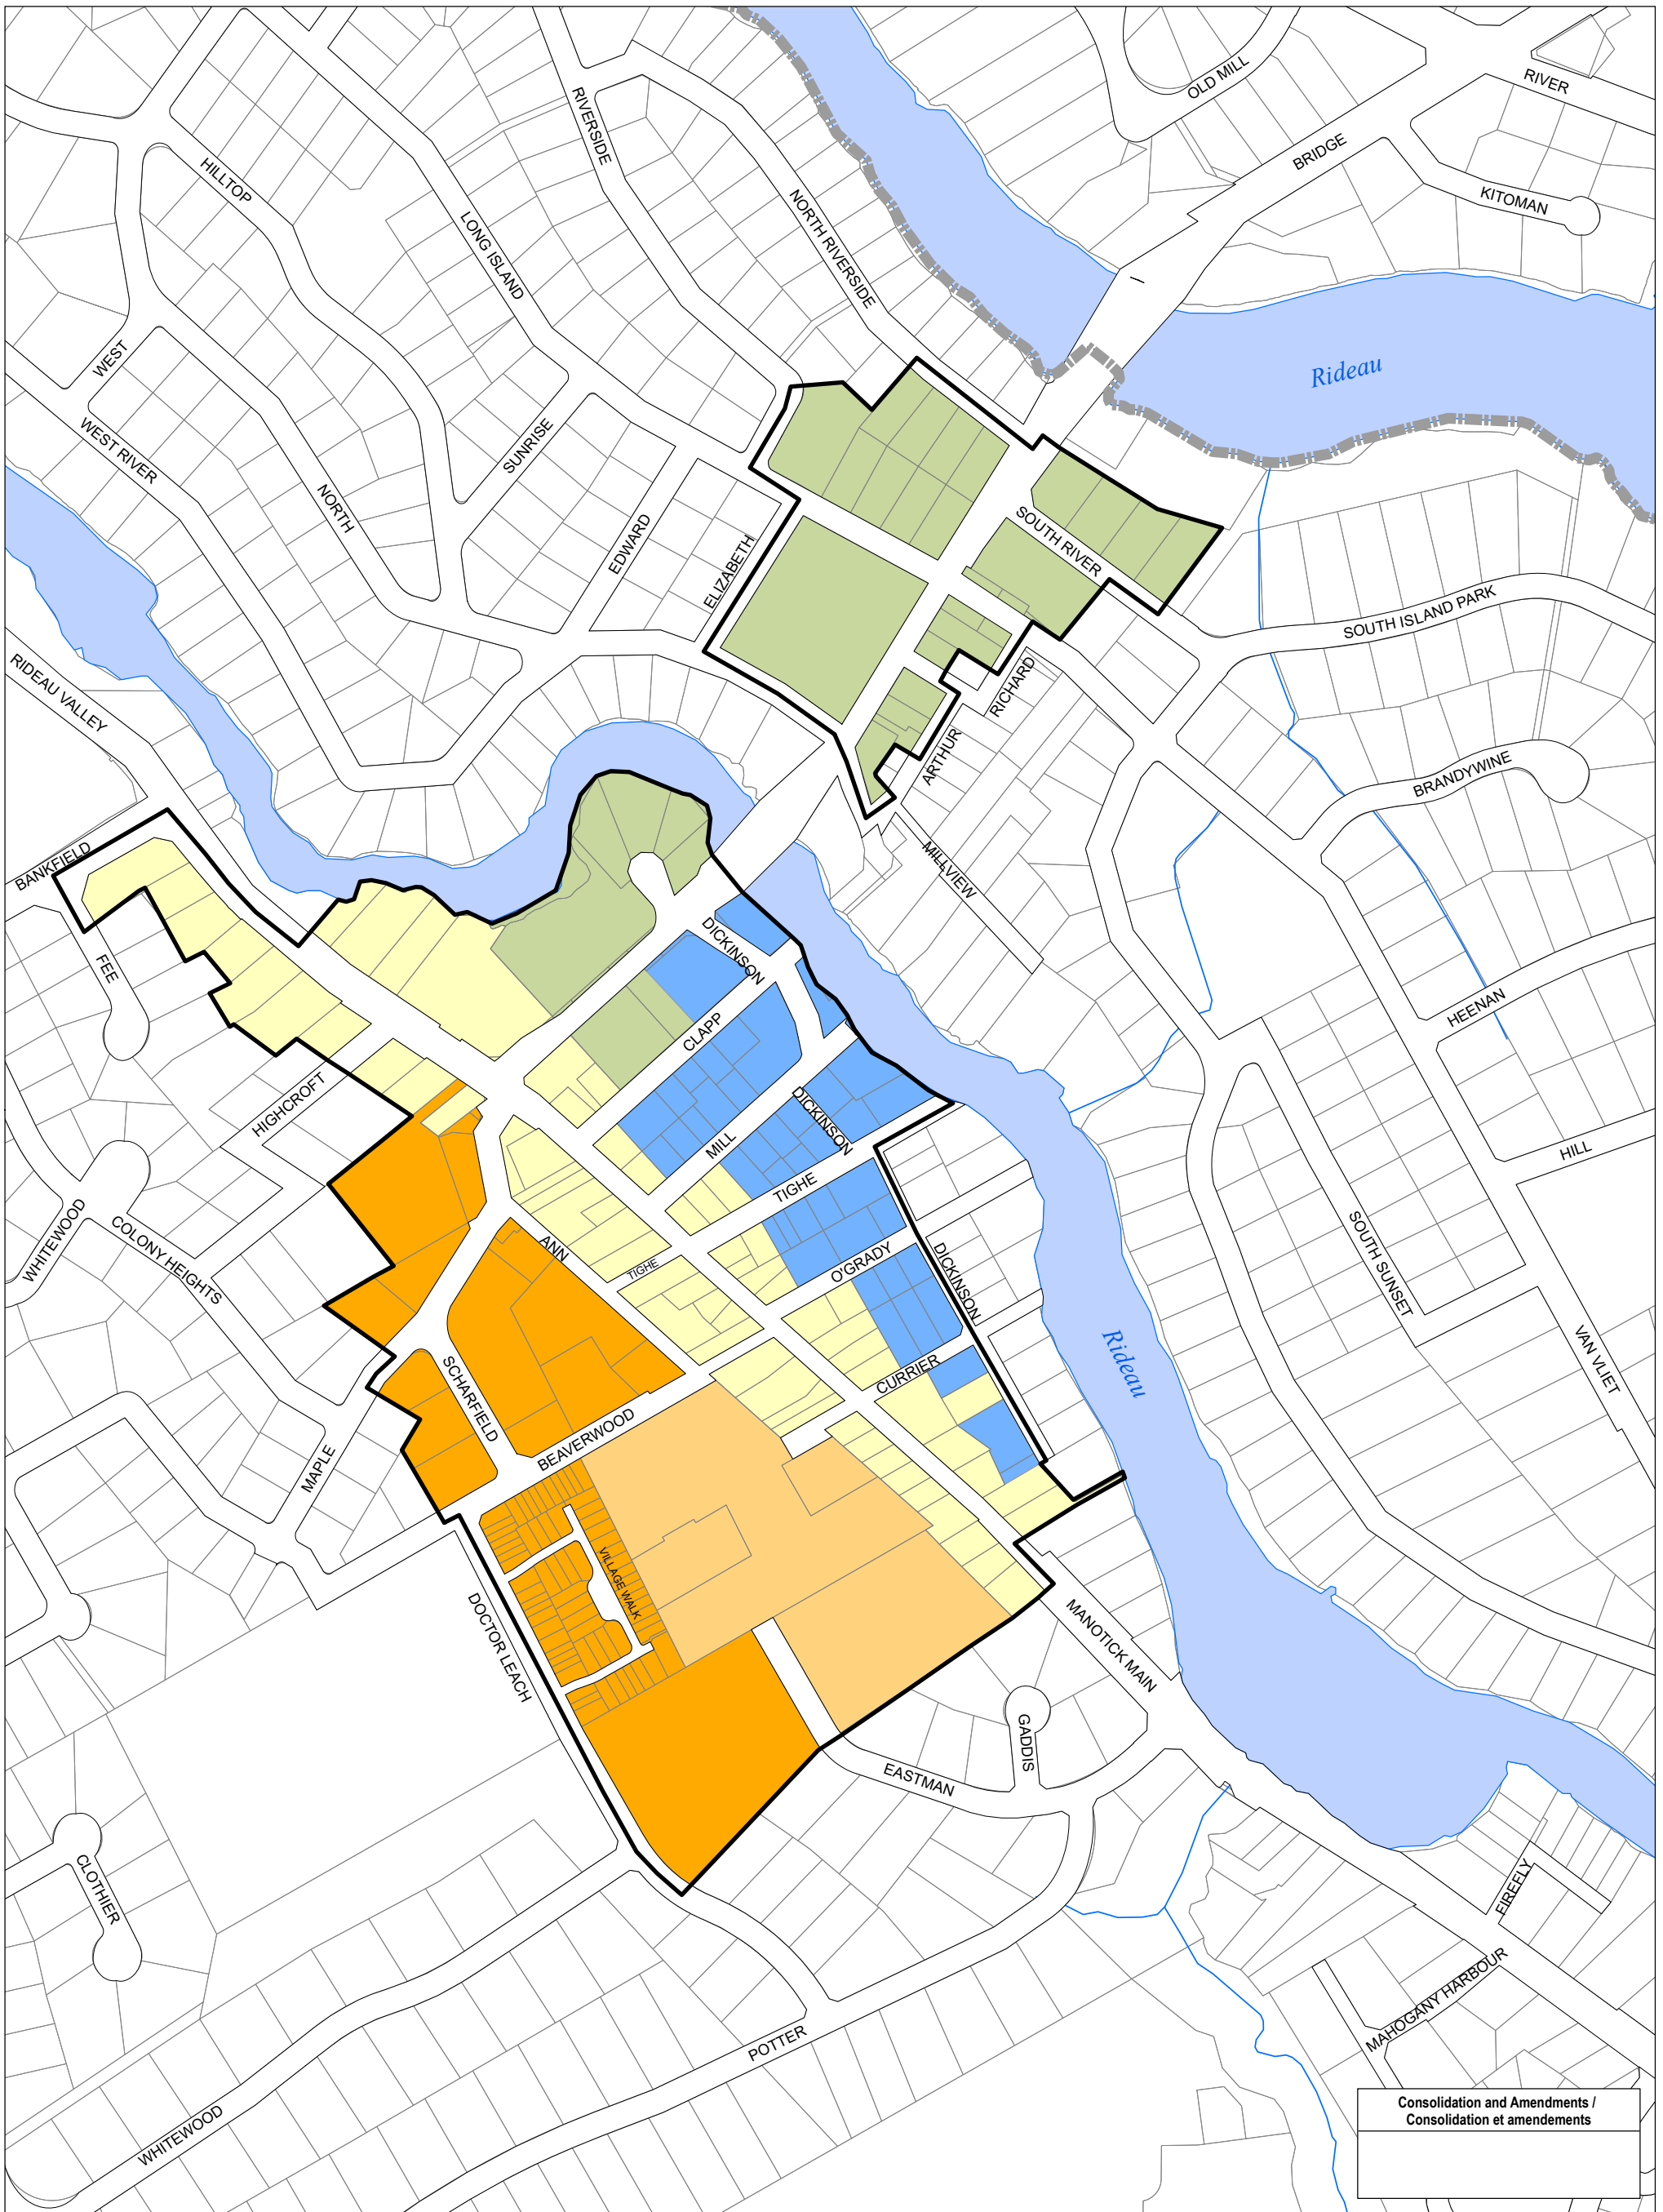 OLD MILL
RIVER
RIVERSIDE
BRIDGE
HILLTOP
KITOMAN
LONG ISLAND
NORTH RIVERSIDE
Rideau
WEST
WEST RIVER
SUNRISE
NORTH
EDWARD
ELIZABETH
SOUTH RIVER
SOUTH ISLAND PARK
RIDEAU VALLEY
RICHARD
ARTHUR
BRANDYWINE
BANKFIELD
MILLVIEW
FEE
DICKINSON
CLAPP
HEENAN
HIGHCROFT
MILL
DICKINSON
HILL
TIGHE
WHITEWOOD
COLONY HEIGHTS
ANN
TIGHE
O'GRADY
DICKINSON
SOUTH SUNSET
Rideau
VAN VLIET
SCHARFIELD
CURRIER
BEAVERWOOD
MAPLE
VILLAGE WALK
DOCTOR LEACH
MANOTICK MAIN
GADDIS
EASTMAN
CLOTHIER
FIREFLY
MAHOGANY HARBOUR
POTTER
WHITEWOOD
Consolidation and Amendments /
Consolidation et amendements